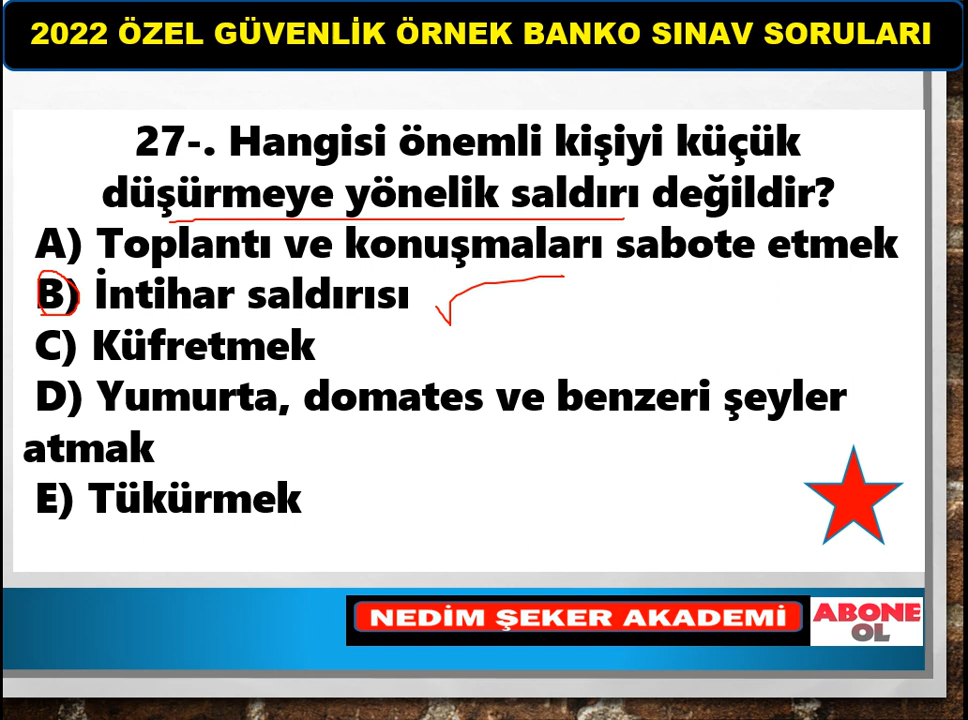 2022 ÖZEL GÜVENLİK ÖRNEK BANKO SINAV SORULARI
27-. Hangisi önemli kişiyi küçük
düşürmeye yönelik saldırı değildir?
A) Toplantı ve konuşmaları sabote etmek
B) İntihar saldırısı
C) Küfretmek
D) Yumurta, domates ve benzeri şeyler
atmak
E) Tükürmek
NEDİM ŞEKER AKADEMİ
ABONE
OL